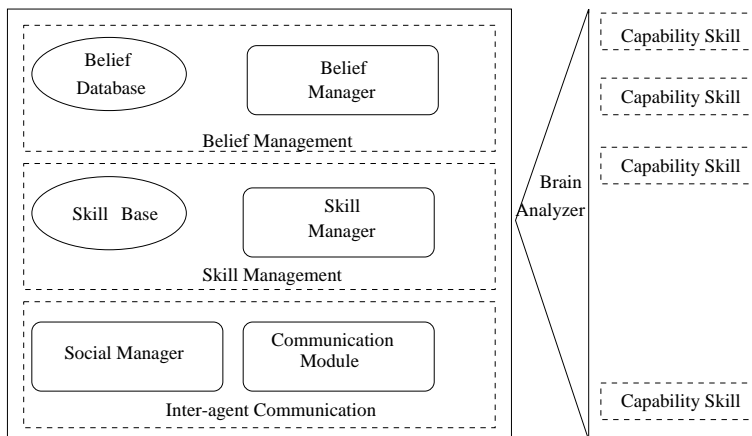 Belief
Database
Belief
Manager
Belief Management
Skill Base
Skill
Manager
Skill Management
Social Manager
Communication
Module
Inter-agent Communication
Brain
Analyzer
Capability Skill
Capability Skill
Capability Skill
Capability Skill